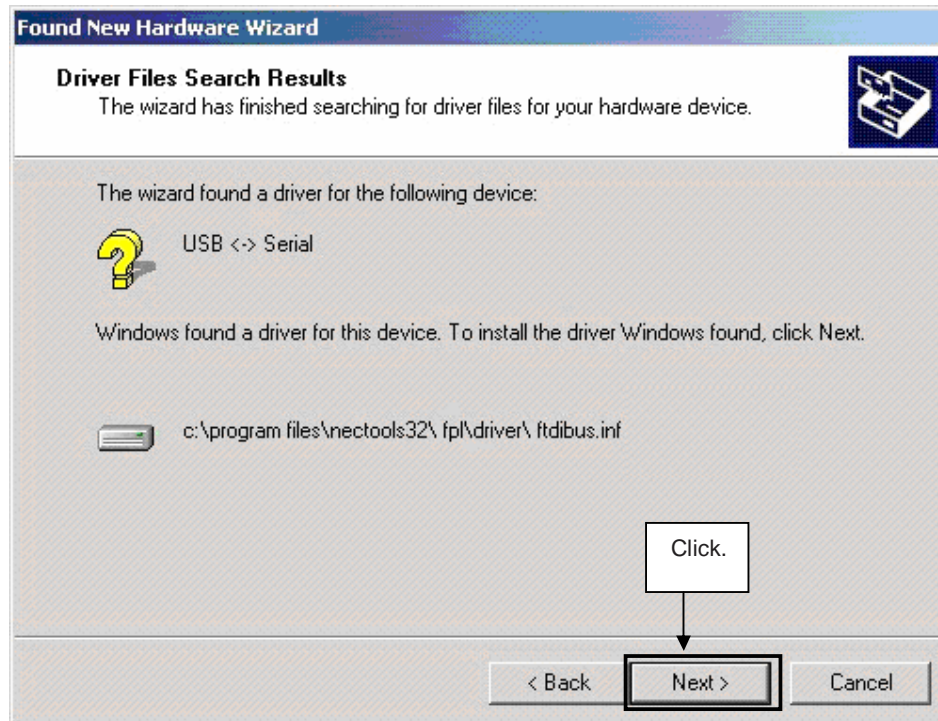 Found New Hardware Wizard
Driver Files Search Results
The wizard has finished searching for driver files for your hardware device.
The wizard found a driver for the following device:
USB <-> Serial
Windows found a driver for this device. To install the driver Windows found, click Next.
c:\program files\nectools32\ fpl\driver\ ftdibus.inf
Click.
< Back
Next >
Cancel